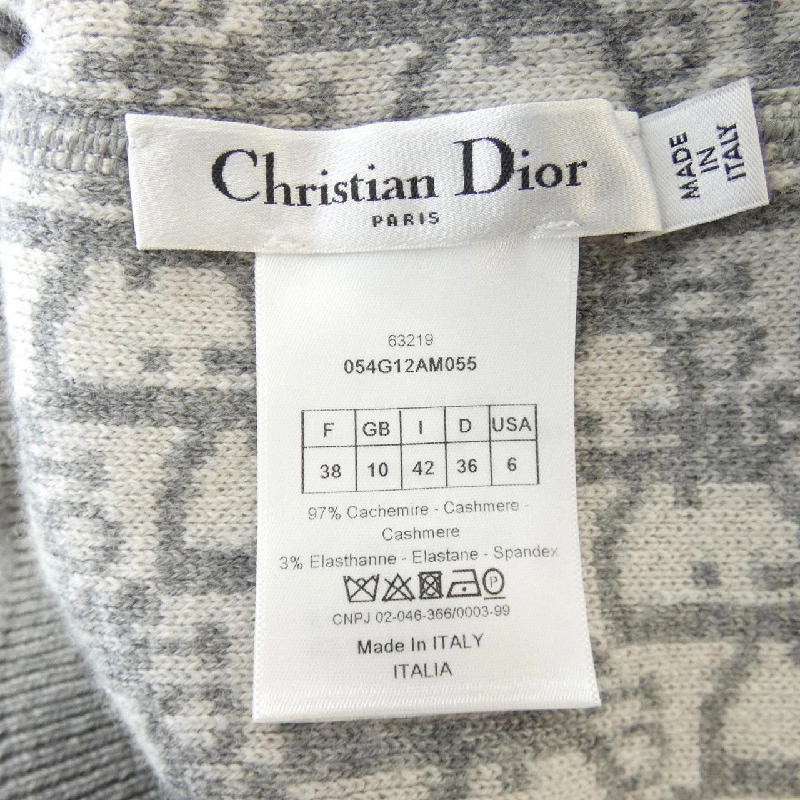 Christian Dior
PARIS
MADE
IN
ITALY
63219
054G12AM055
F GB I D USA
38 10 42 36 6
97% Cachemire - Cashmere -
Cashmere
3% Elasthanne - Elastane - Spandex
P
CNPJ 02-046-366/0003-99
Made In ITALY
ITALIA